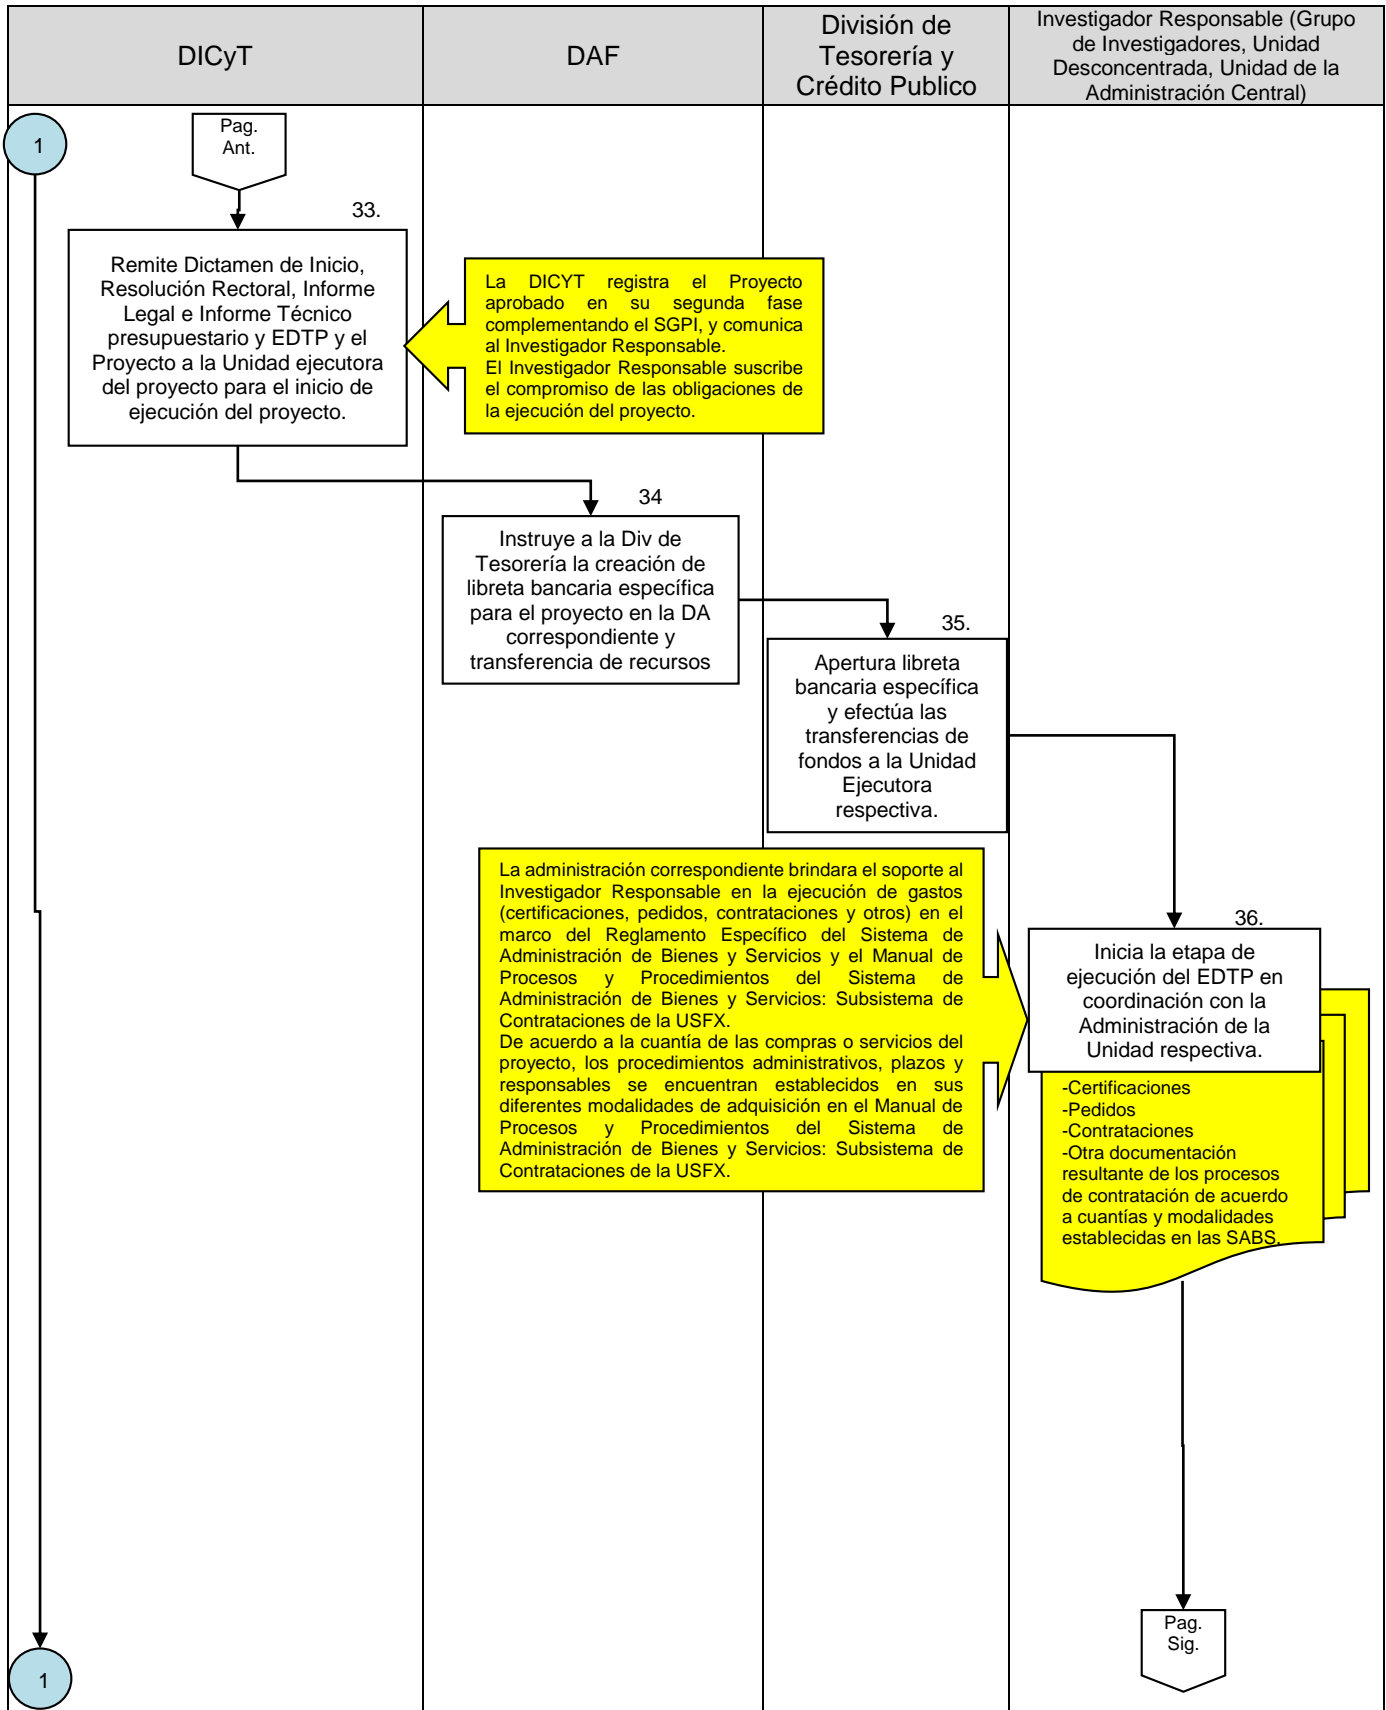 DICyT
DAF
División de
Tesorería y
Crédito Publico
Investigador Responsable (Grupo
de Investigadores, Unidad
Desconcentrada, Unidad de la
Administración Central)
1
Pag.
Ant.
33.
Remite Dictamen de Inicio,
Resolución Rectoral, Informe
Legal e Informe Técnico
presupuestario y EDTP y el
Proyecto a la Unidad ejecutora
del proyecto para el inicio de
ejecución del proyecto.
La DICYT registra el Proyecto
aprobado en su segunda fase
complementando el SGPI, y comunica
al Investigador Responsable.
El Investigador Responsable suscribe
el compromiso de las obligaciones de
la ejecución del proyecto.
34
Instruye a la Div de
Tesorería la creación de
libreta bancaria específica
para el proyecto en la DA
correspondiente y
transferencia de recursos
35.
Apertura libreta
bancaria específica
y efectúa las
transferencias de
fondos a la Unidad
Ejecutora
respectiva.
La administración correspondiente brindara el soporte al
Investigador Responsable en la ejecución de gastos
(certificaciones, pedidos, contrataciones y otros) en el
marco del Reglamento Específico del Sistema de
Administración de Bienes y Servicios y el Manual de
Procesos y Procedimientos del Sistema de
Administración de Bienes y Servicios: Subsistema de
Contrataciones de la USFX.
De acuerdo a la cuantía de las compras o servicios del
proyecto, los procedimientos administrativos, plazos y
responsables se encuentran establecidos en sus
diferentes modalidades de adquisición en el Manual de
Procesos y Procedimientos del Sistema de
Administración de Bienes y Servicios: Subsistema de
Contrataciones de la USFX.
36.
Inicia la etapa de
ejecución del EDTP en
coordinación con la
Administración de la
Unidad respectiva.
-Certificaciones
-Pedidos
-Contrataciones
-Otra documentación
resultante de los procesos
de contratación de acuerdo
a cuantías y modalidades
establecidas en las SABS.
Pag.
Sig.
1